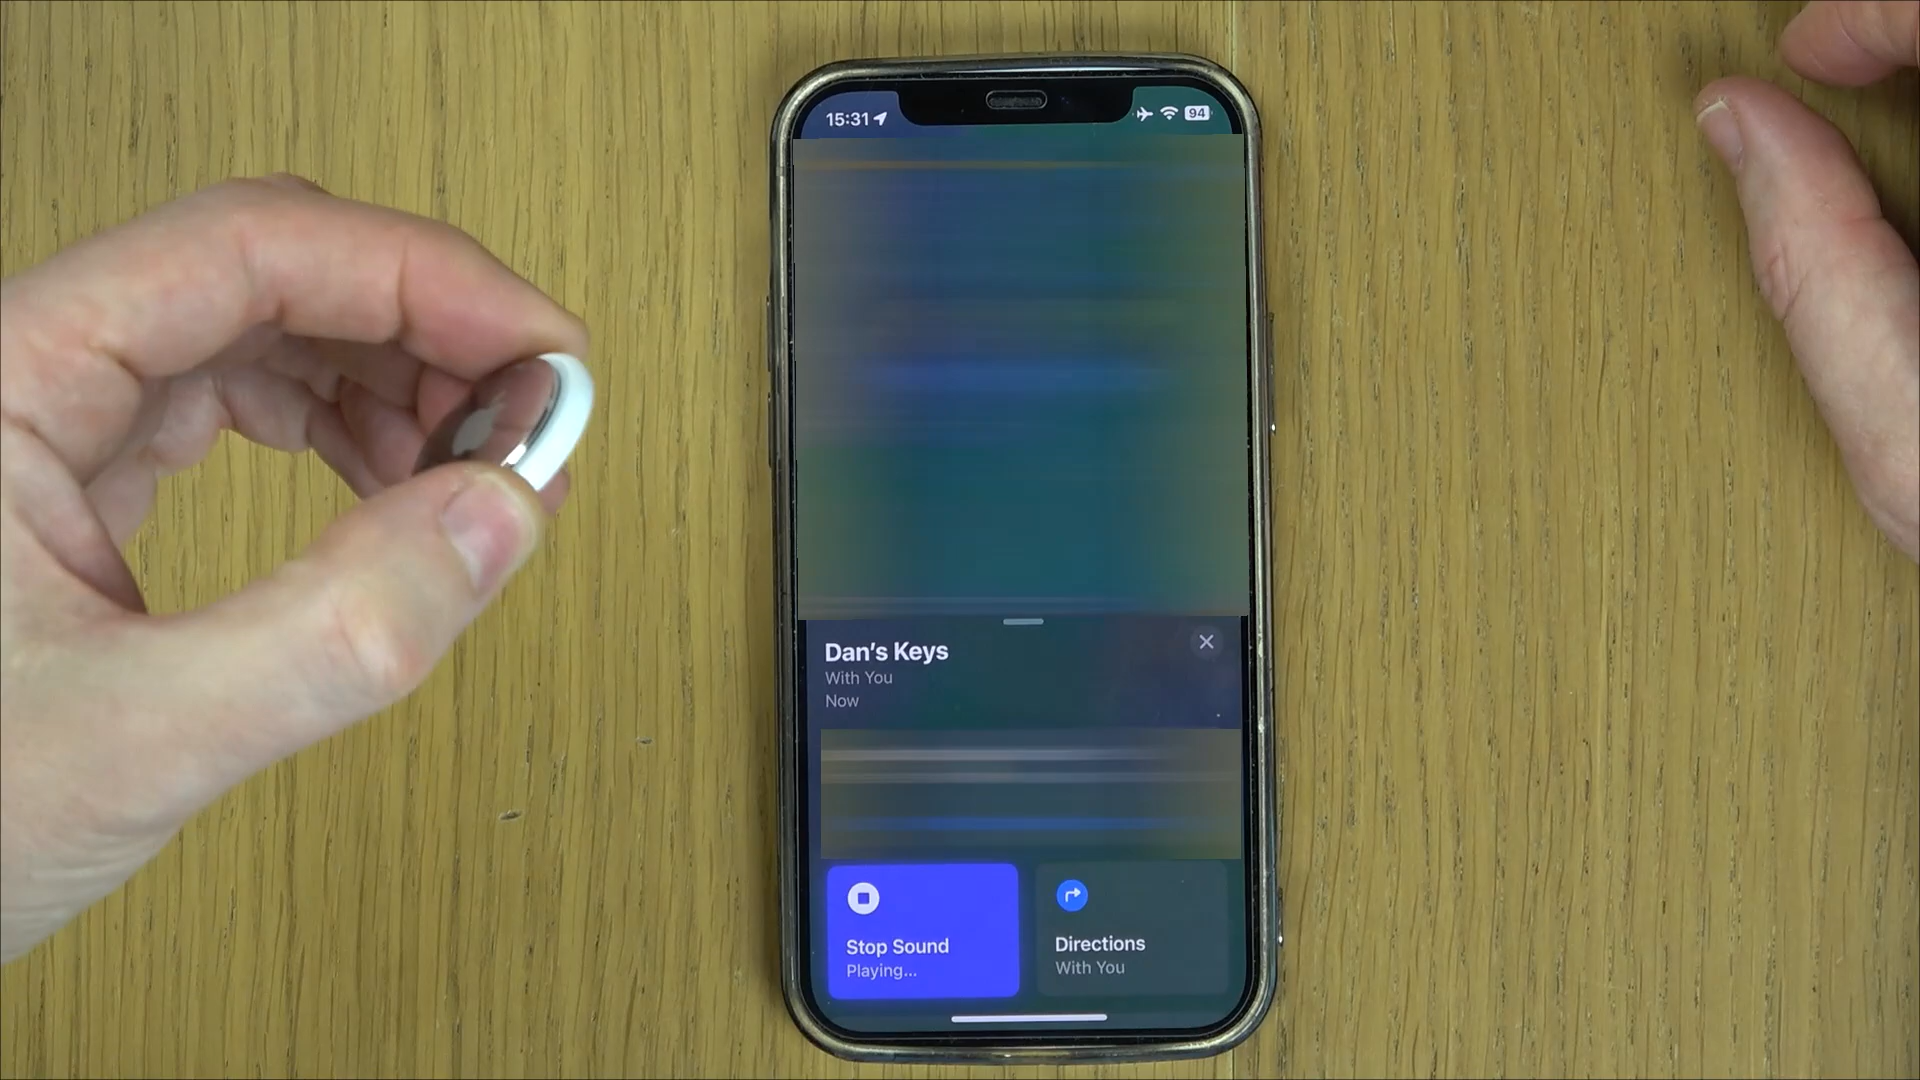 15:31
94
Dan's Keys
With You
Now
Stop Sound
Playing...
Directions
With You